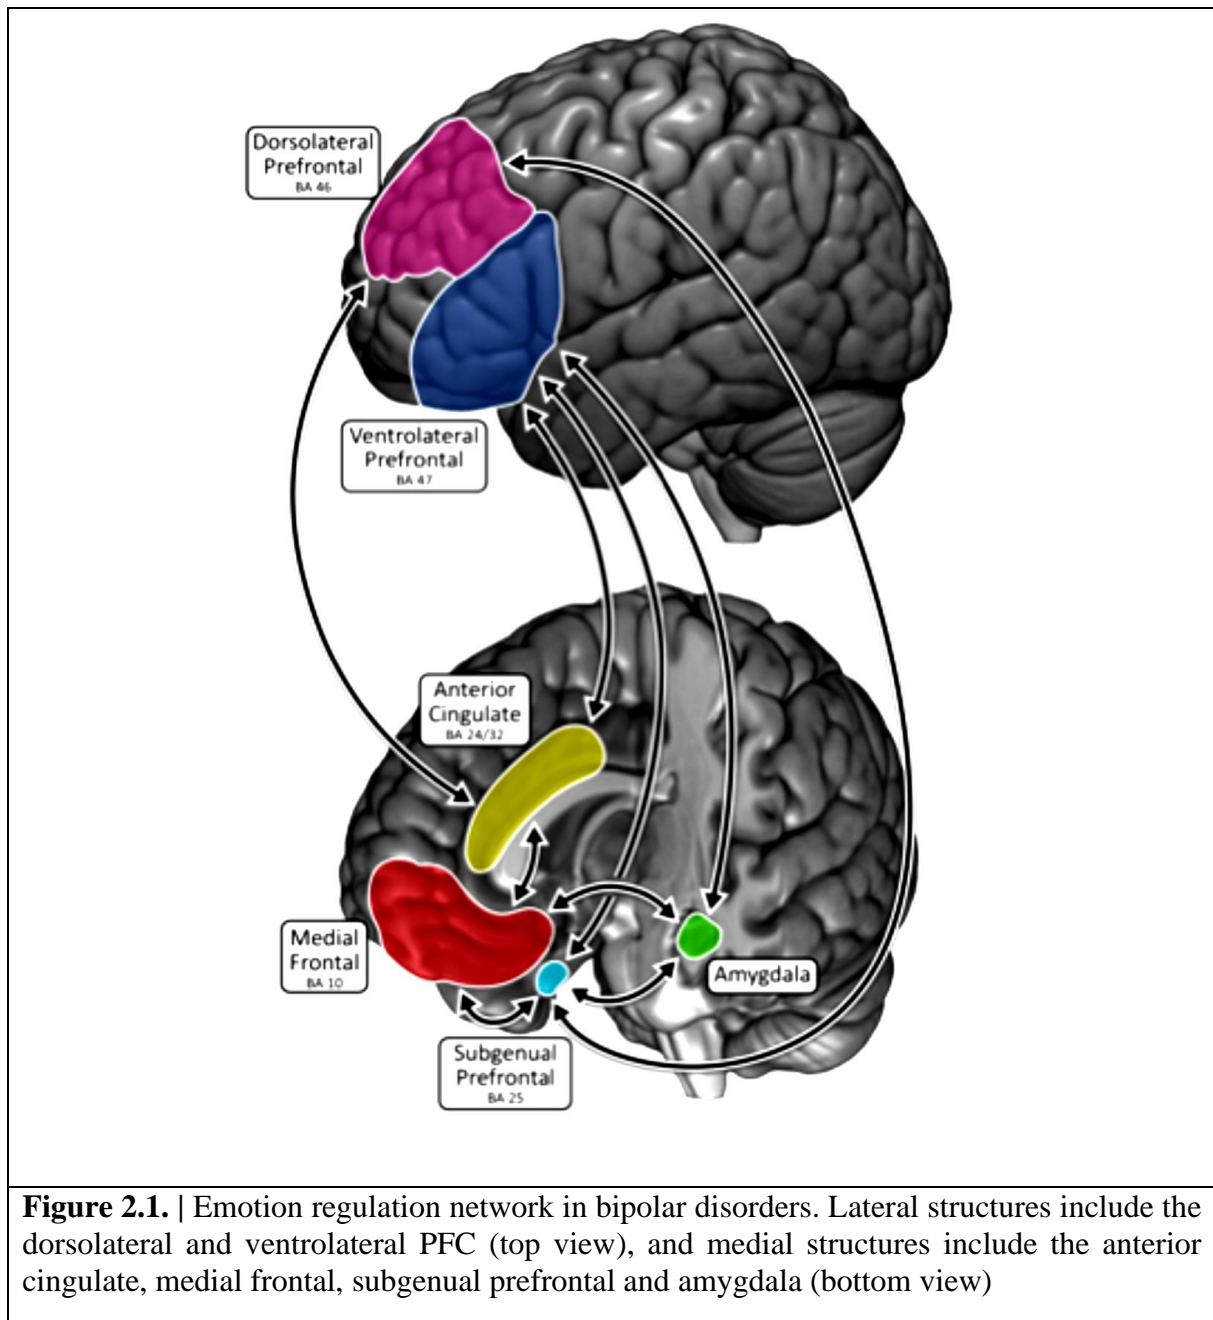 Dorsolateral
Prefrontal
BA 46
Ventrolateral
Prefrontal
BA 47
Anterior
Cingulate
BA 24/32
Medial
Frontal
BA 10
Amygdala
Subgenual
Prefrontal
BA 25
Figure 2.1. | Emotion regulation network in bipolar disorders. Lateral structures include the
dorsolateral and ventrolateral PFC (top view), and medial structures include the anterior
cingulate, medial frontal, subgenual prefrontal and amygdala (bottom view)